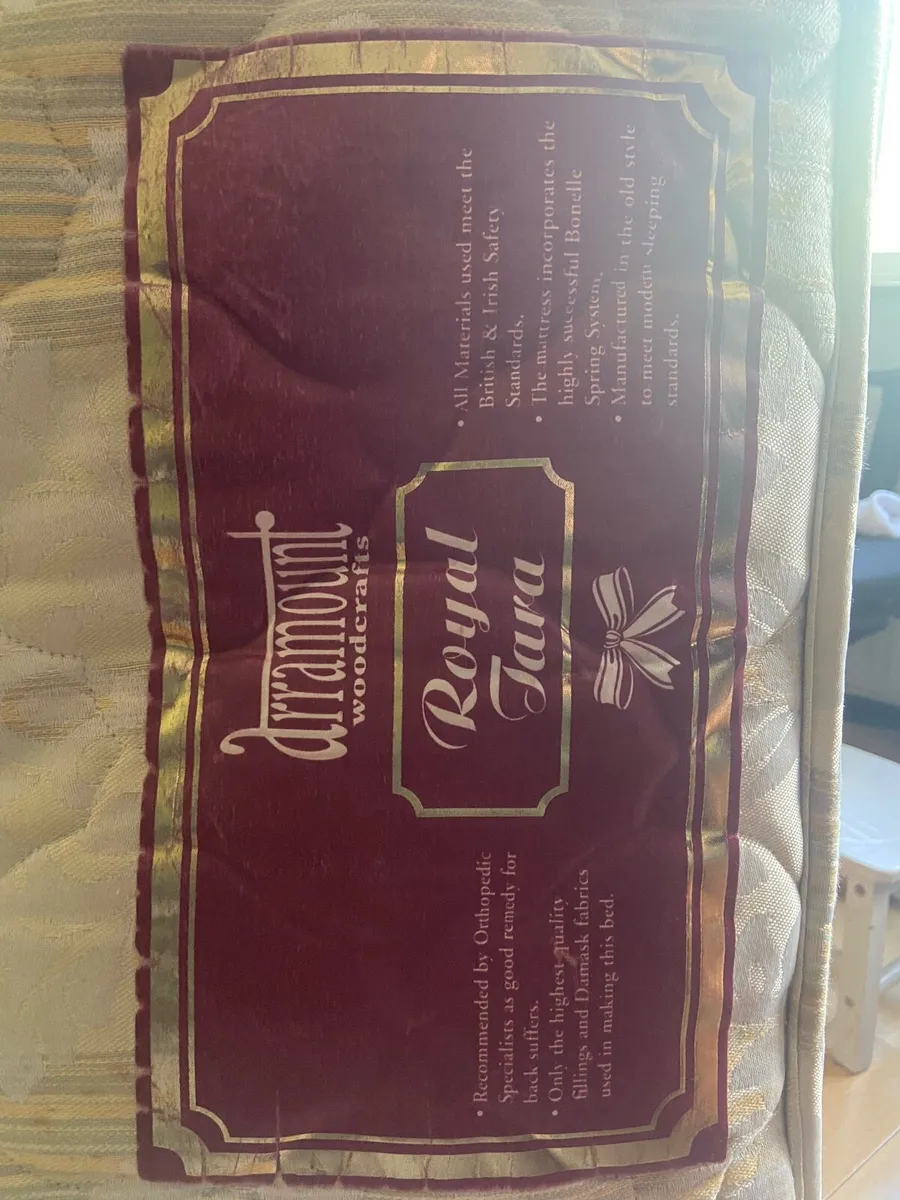 Arramount
woodcrafts
Royal
Tara
• Recommended by Orthopedic
Specialists as good remedy for
back suffers.
• Only the highest quality
fillings and Damask fabrics
used in making this bed.
• All Materials used meet the
British & Irish Safety
Standards.
• The mattress incorporates the
highly successful Bonelle
Spring System.
• Manufactured in the old style
to meet modern sleeping
standards.